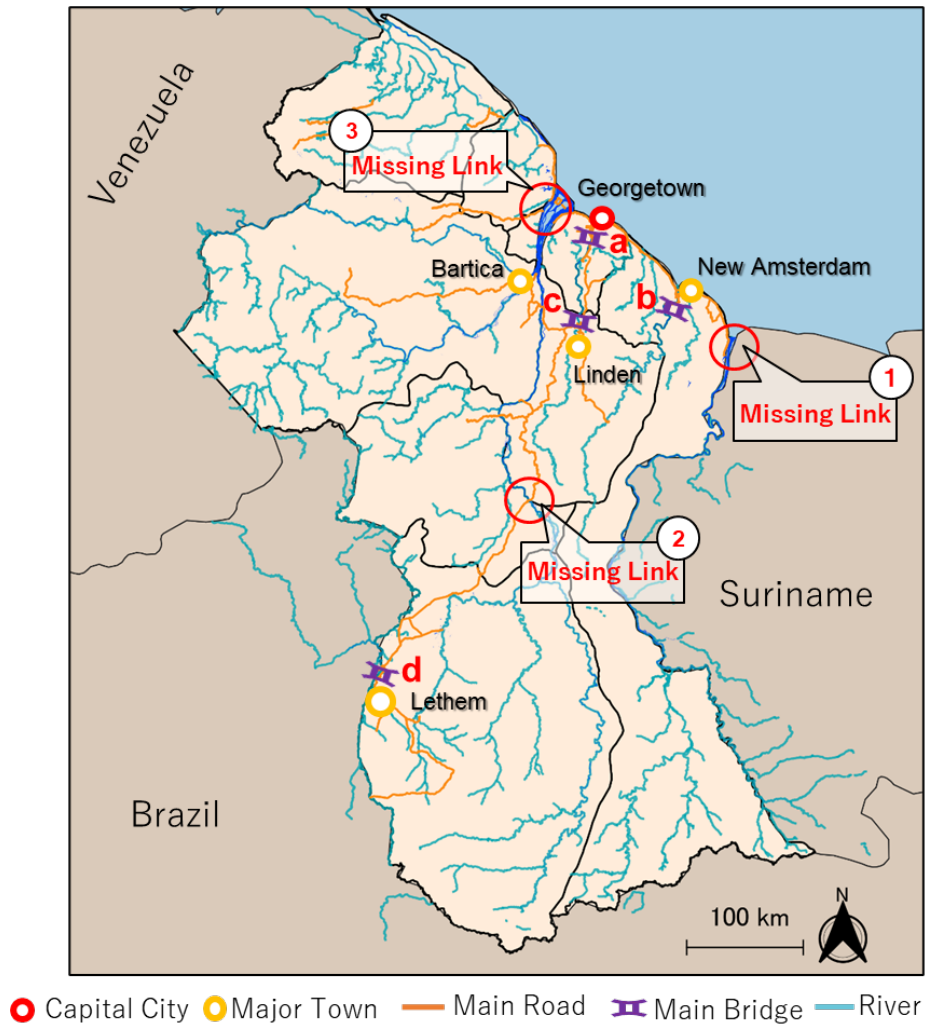 Venezuela
3
Missing Link
Georgetown
a
Bartica
New Amsterdam
b
c
Linden
1
Missing Link
2
Missing Link
Suriname
d
Lethem
Brazil
N
100 km
Capital City
Major Town
Main Road
Main Bridge
River